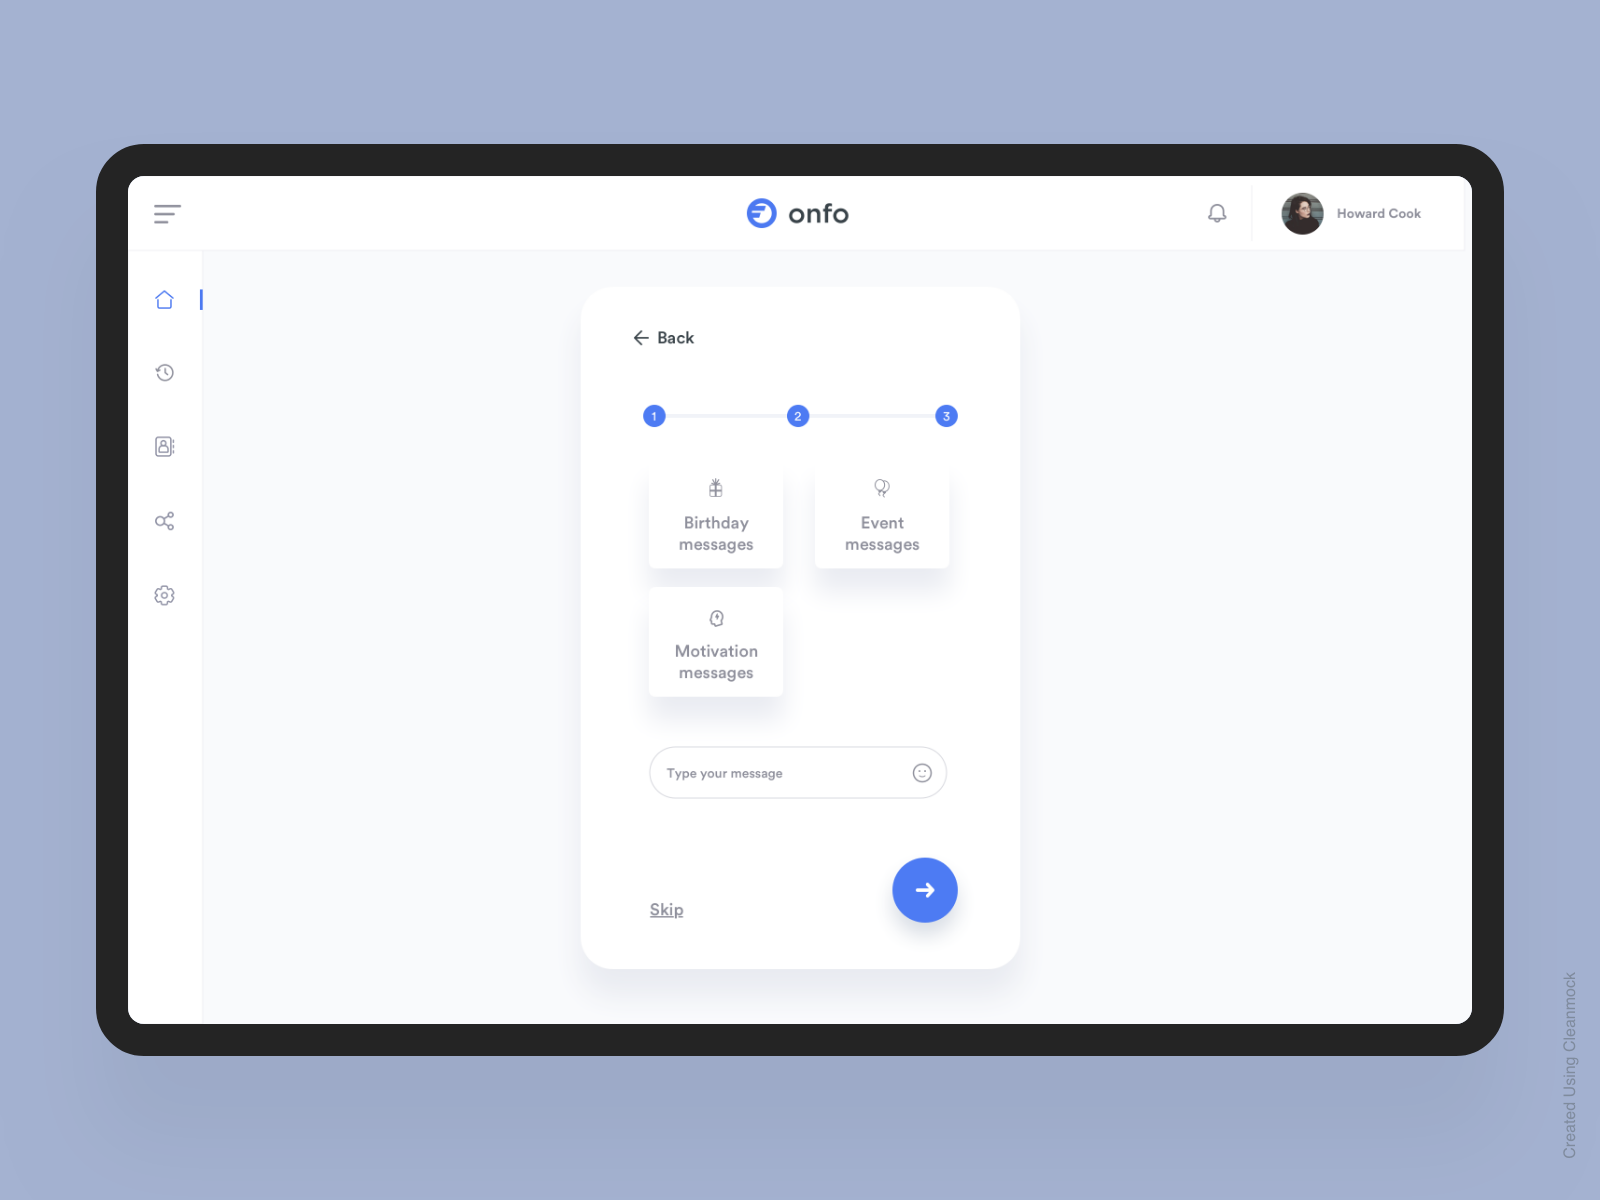 onfo
Howard Cook
Back
1
2
3
Birthday
messages
Event
messages
Motivation
messages
Type your message
Skip
Created Using Cleanmock